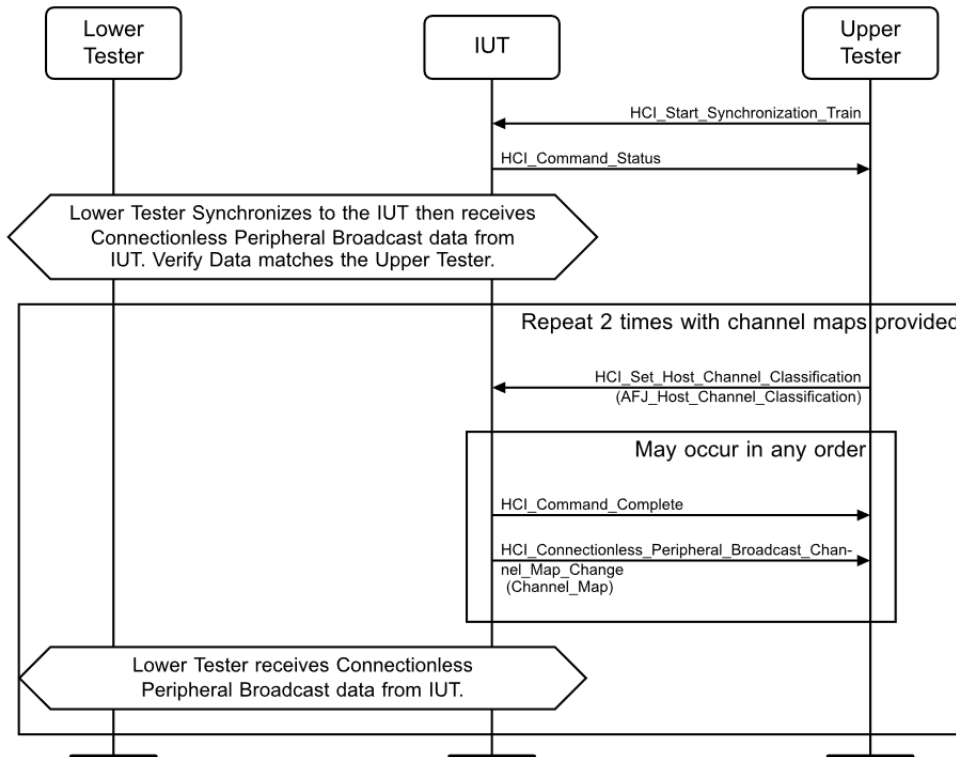 Lower
Tester
IUT
Upper
Tester
HCI_Start_Synchronization_Train
HCI_Command_Status
Lower Tester Synchronizes to the IUT then receives
Connectionless Peripheral Broadcast data from
IUT. Verify Data matches the Upper Tester.
Repeat 2 times with channel maps provided
HCI_Set_Host_Channel_Classification
(AFJ_Host_Channel_Classification)
May occur in any order
HCI_Command_Complete
HCI_Connectionless_Peripheral_Broadcast_Chan-
nel_Map_Change
(Channel_Map)
Lower Tester receives Connectionless
Peripheral Broadcast data from IUT.